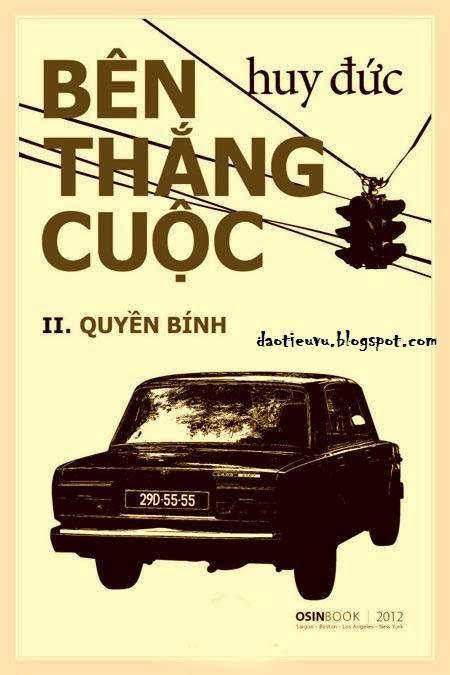 huy đức
BÊN
THẮNG
CUỘC
II. QUYỀN BÍNH
daotieuvu.blogspot.com
29D-55-55
OSINBOOK | 2012
Saigon - Boston - Los Angeles - New York